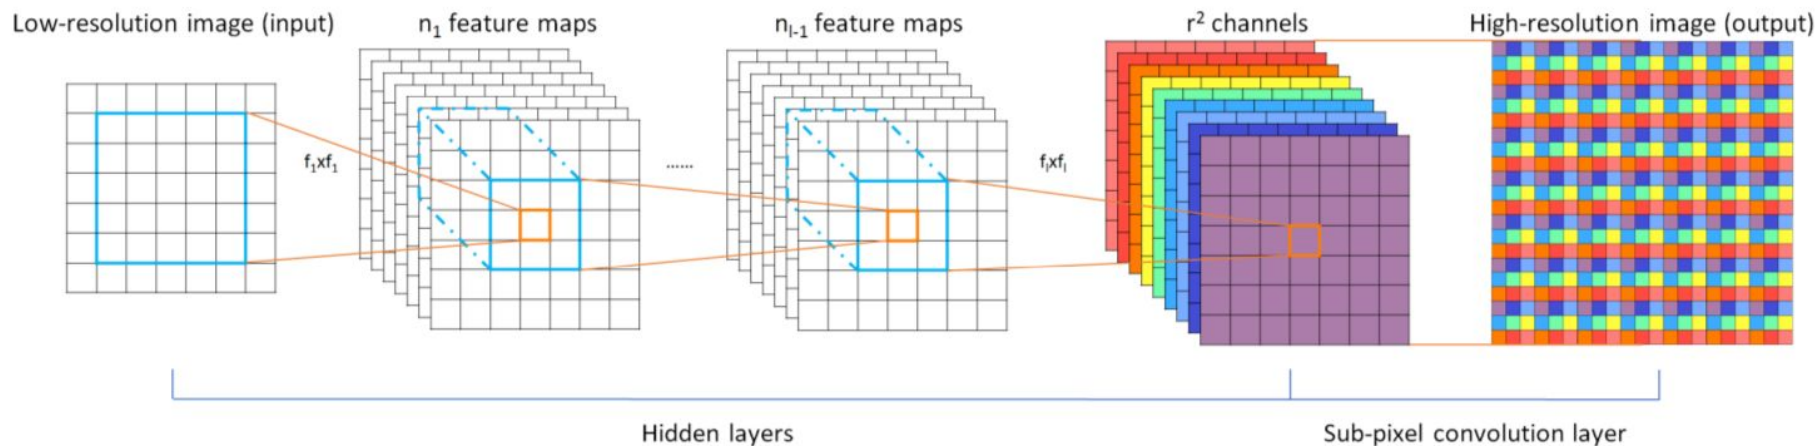 Low-resolution image (input)
n₁ feature maps
nₗ₋₁ feature maps
r² channels
High-resolution image (output)
f₁xf₁
......
fₗxfₗ
Hidden layers
Sub-pixel convolution layer